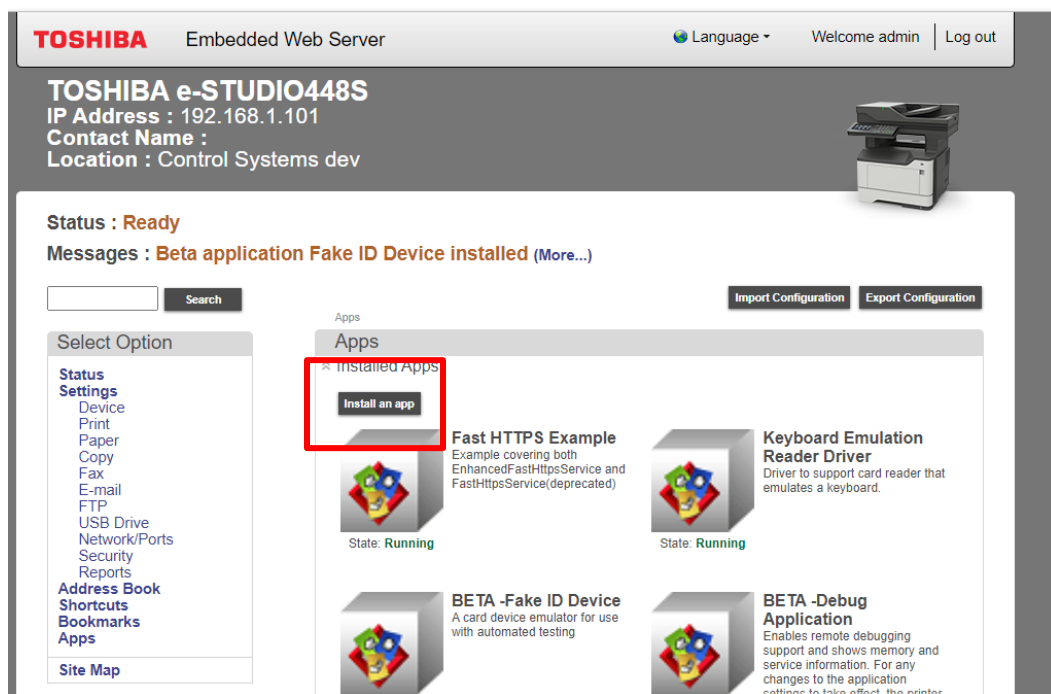 TOSHIBA Embedded Web Server Language Welcome admin Log out
TOSHIBA e-STUDIO448S
IP Address : 192.168.1.101
Contact Name :
Location : Control Systems dev
Status : Ready
Messages : Beta application Fake ID Device installed (More...)
Search
Import Configuration Export Configuration
Select Option
Status
Settings
Device
Print
Paper
Copy
Fax
E-mail
FTP
USB Drive
Network/Ports
Security
Reports
Address Book
Shortcuts
Bookmarks
Apps
Site Map
Apps
Apps
Installed Apps
Install an app
Fast HTTPS Example
Example covering both
EnhancedFastHttpsService and
FastHttpsService(deprecated)
State: Running
Keyboard Emulation
Reader Driver
Driver to support card reader that
emulates a keyboard.
State: Running
BETA -Fake ID Device
A card device emulator for use
with automated testing
BETA -Debug
Application
Enables remote debugging
support and shows memory and
service information. For any
changes to the application
settings to take effect, the printer